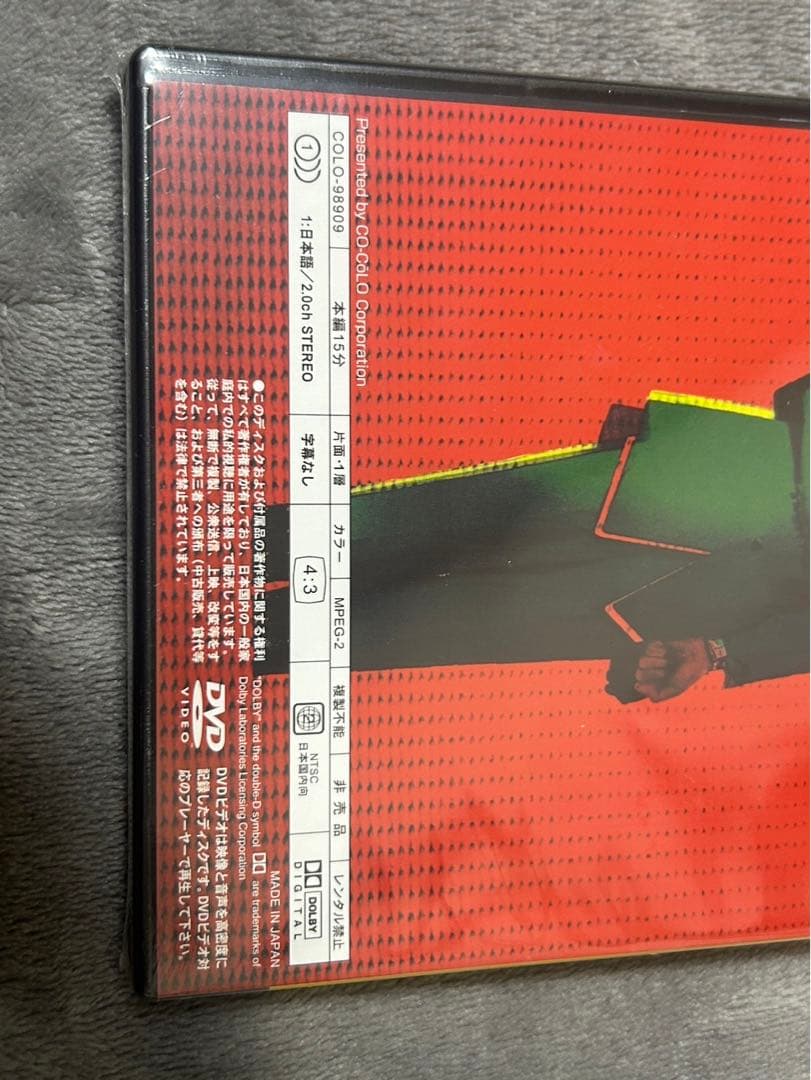 Presented by CO-CoLO Corporation
COLO-98909 本編15分 片面・1層 カラー MPEG-2 複製不能 非売品 レンタル禁止
1 1:日本語/2.0ch STEREO 字幕なし 4:3 2 NTSC
日本国内向 DOLBY
DIGITAL
MADE IN JAPAN
●このディスクおよび付属品の著作物に関する権利
はすべて著作権者が有しており、日本国内の一般家
庭内での私的視聴に用途を限って販売しています。
従って、無断で複製、公衆送信、上映、改変等をす
ること、および第三者への頒布(中古販売、貸代等
を含む)は法律で禁止されています。
"DOLBY" and the double-D symbol are trademarks of
Dolby Laboratories Licensing Corporation
DVD
VIDEO
DVDビデオは映像と音声を高密度に
記録したディスクです。DVDビデオ対
応のプレーヤーで再生して下さい。